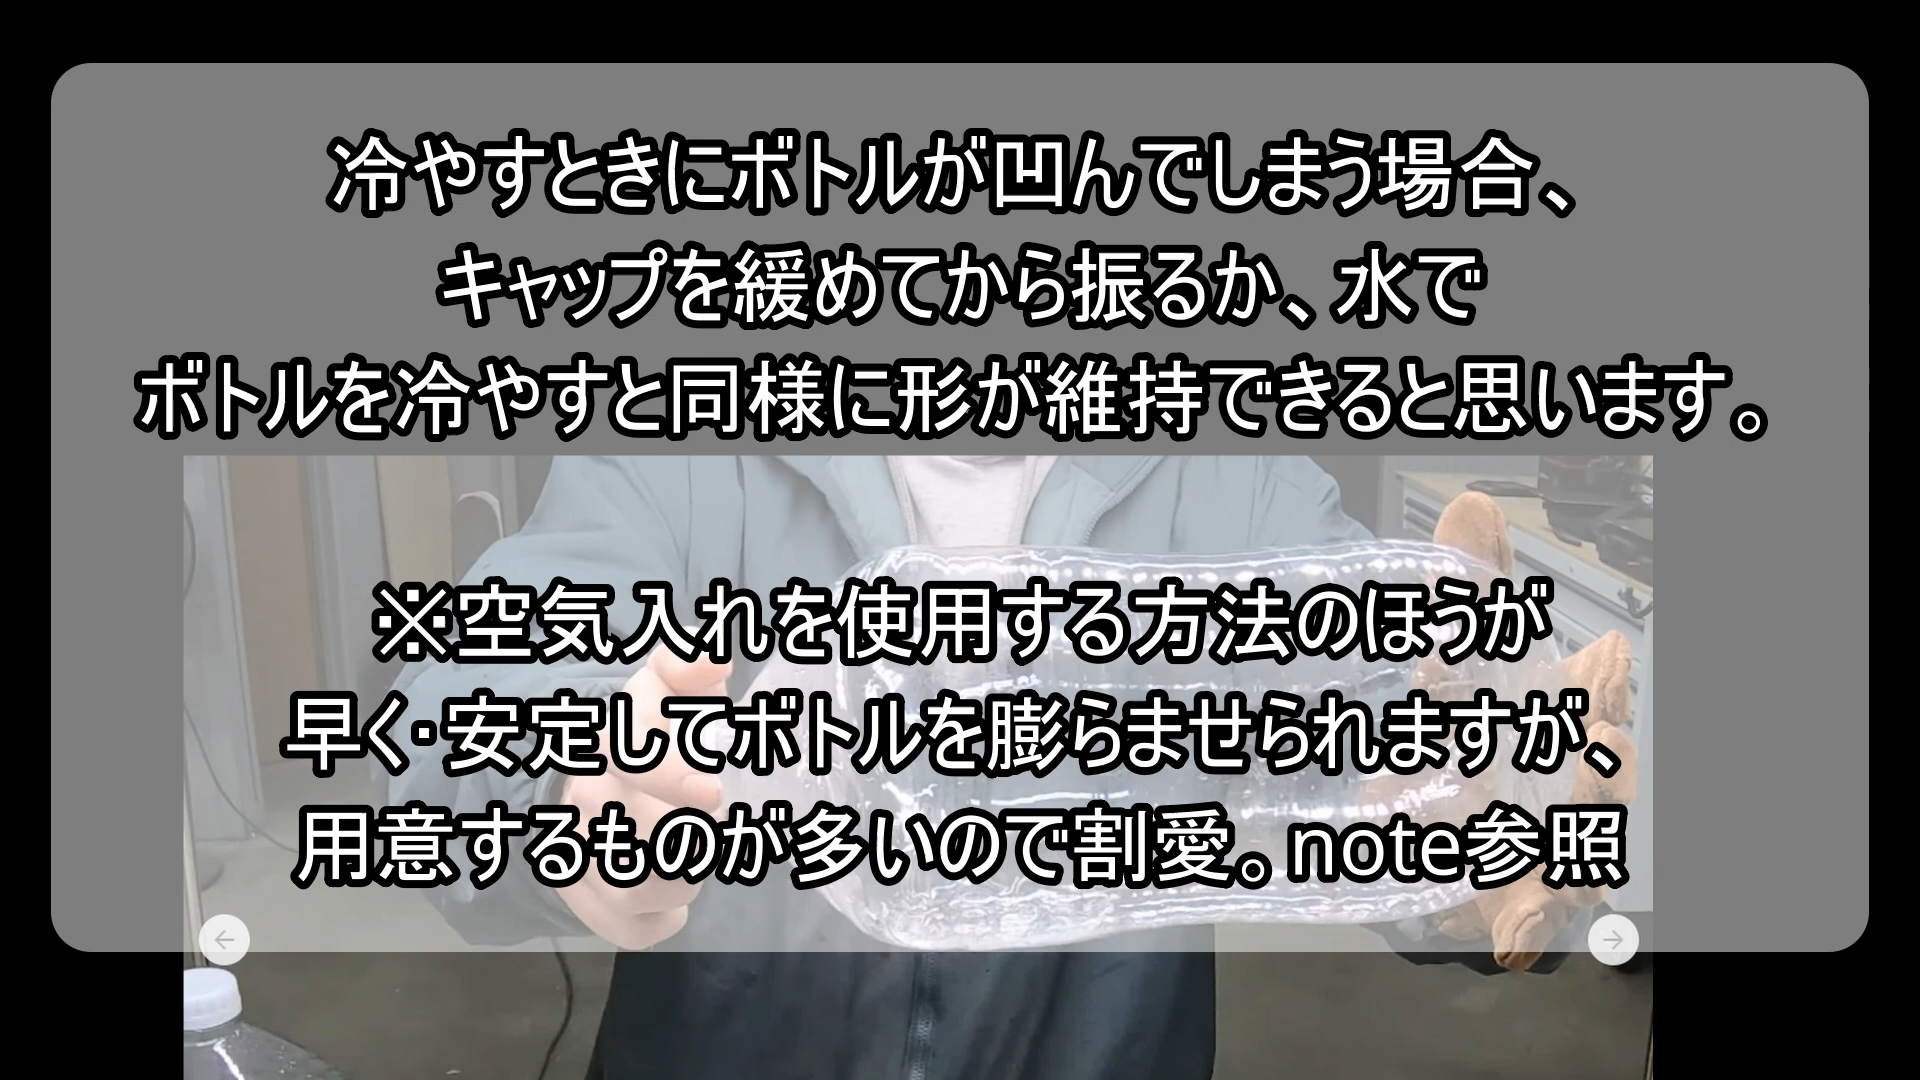 冷やすときにボトルが凹んでしまう場合、
キャップを緩めてから振るか、水で
ボトルを冷やすと同様に形が維持できると思います。
※空気入れを使用する方法のほうが
早く・安定してボトルを膨らませられますが、
用意するものが多いので割愛。note参照